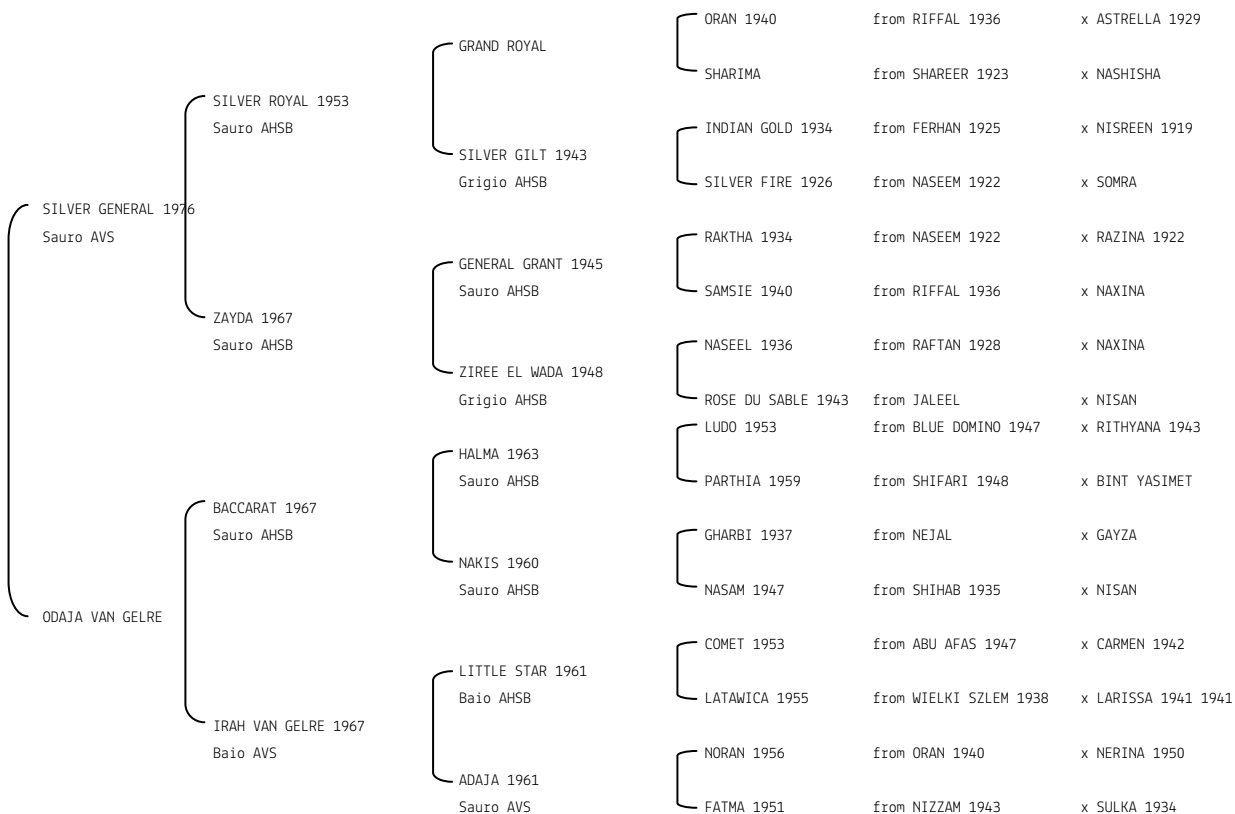 ORAN 1940 from RIFFAL 1936 x ASTRELLA 1929
GRAND ROYAL
SHARIMA from SHAREER 1923 x NASHISHA
SILVER ROYAL 1953
Sauro AHSB INDIAN GOLD 1934 from FERHAN 1925 x NISREEN 1919
SILVER GILT 1943
Grigio AHSB SILVER FIRE 1926 from NASEEM 1922 x SOMRA
SILVER GENERAL 1976
Sauro AVS RAKTHA 1934 from NASEEM 1922 x RAZINA 1922
GENERAL GRANT 1945
Sauro AHSB SAMSIE 1940 from RIFFAL 1936 x NAXINA
ZAYDA 1967
Sauro AHSB NASEEL 1936 from RAFTAN 1928 x NAXINA
ZIREE EL WADA 1948
Grigio AHSB ROSE DU SABLE 1943 from JALEEL x NISAN
LUDO 1953 from BLUE DOMINO 1947 x RITHYANA 1943
HALMA 1963
Sauro AHSB PARTHIA 1959 from SHIFARI 1948 x BINT YASIMET
BACCARAT 1967
Sauro AHSB GHARBI 1937 from NEJAL x GAYZA
NAKIS 1960
Sauro AHSB NASAM 1947 from SHIHAB 1935 x NISAN
ODAJA VAN GELRE
COMET 1953 from ABU AFAS 1947 x CARMEN 1942
LITTLE STAR 1961
Baio AHSB LATAWICA 1955 from WIELKI SZLEM 1938 x LARISSA 1941 1941
IRAH VAN GELRE 1967
Baio AVS NORAN 1956 from ORAN 1940 x NERINA 1950
ADAJA 1961
Sauro AVS FATMA 1951 from NIZZAM 1943 x SULKA 1934